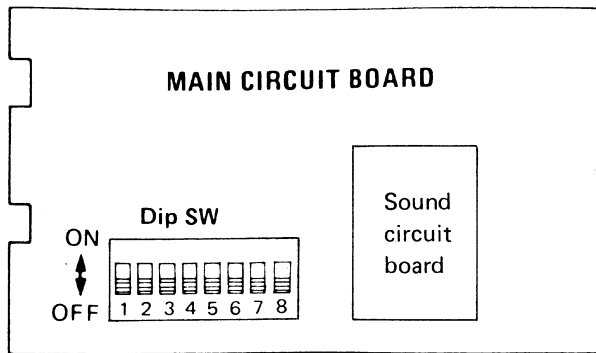 MAIN CIRCUIT BOARD
Dip SW
ON
OFF
1 2 3 4 5 6 7 8
Sound
circuit
board